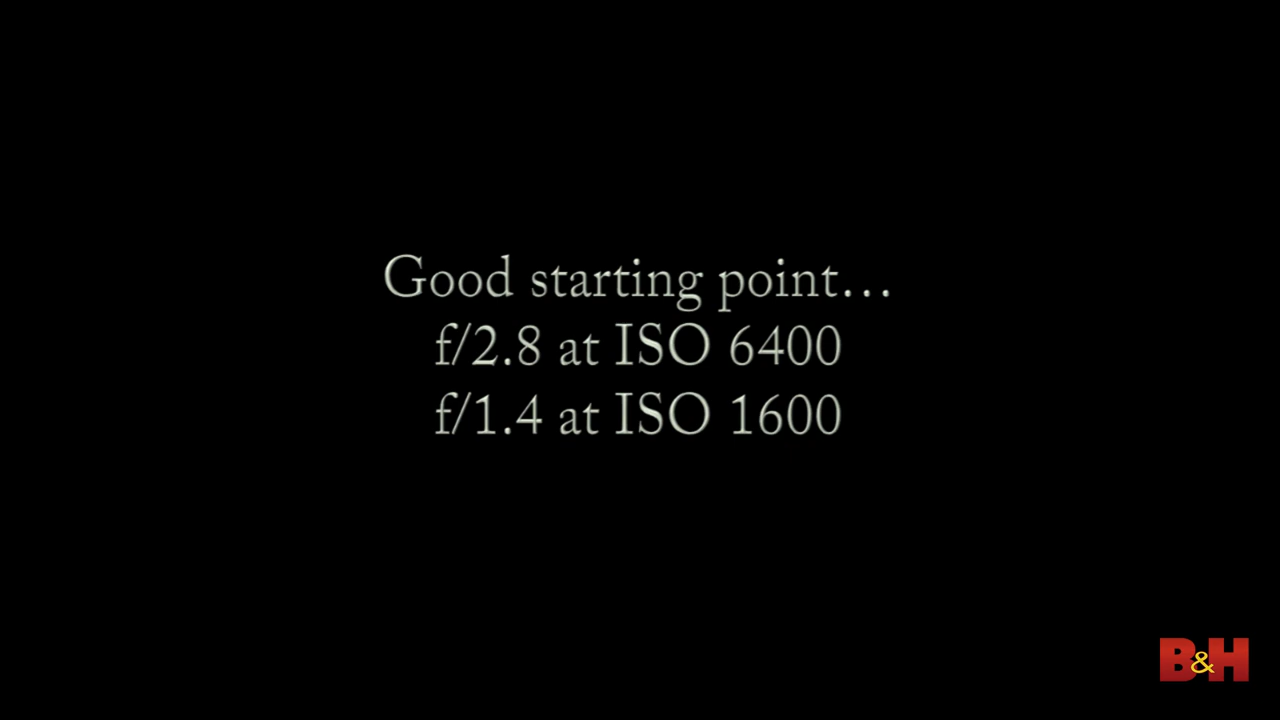 Good starting point…
f/2.8 at ISO 6400
f/1.4 at ISO 1600
B&H